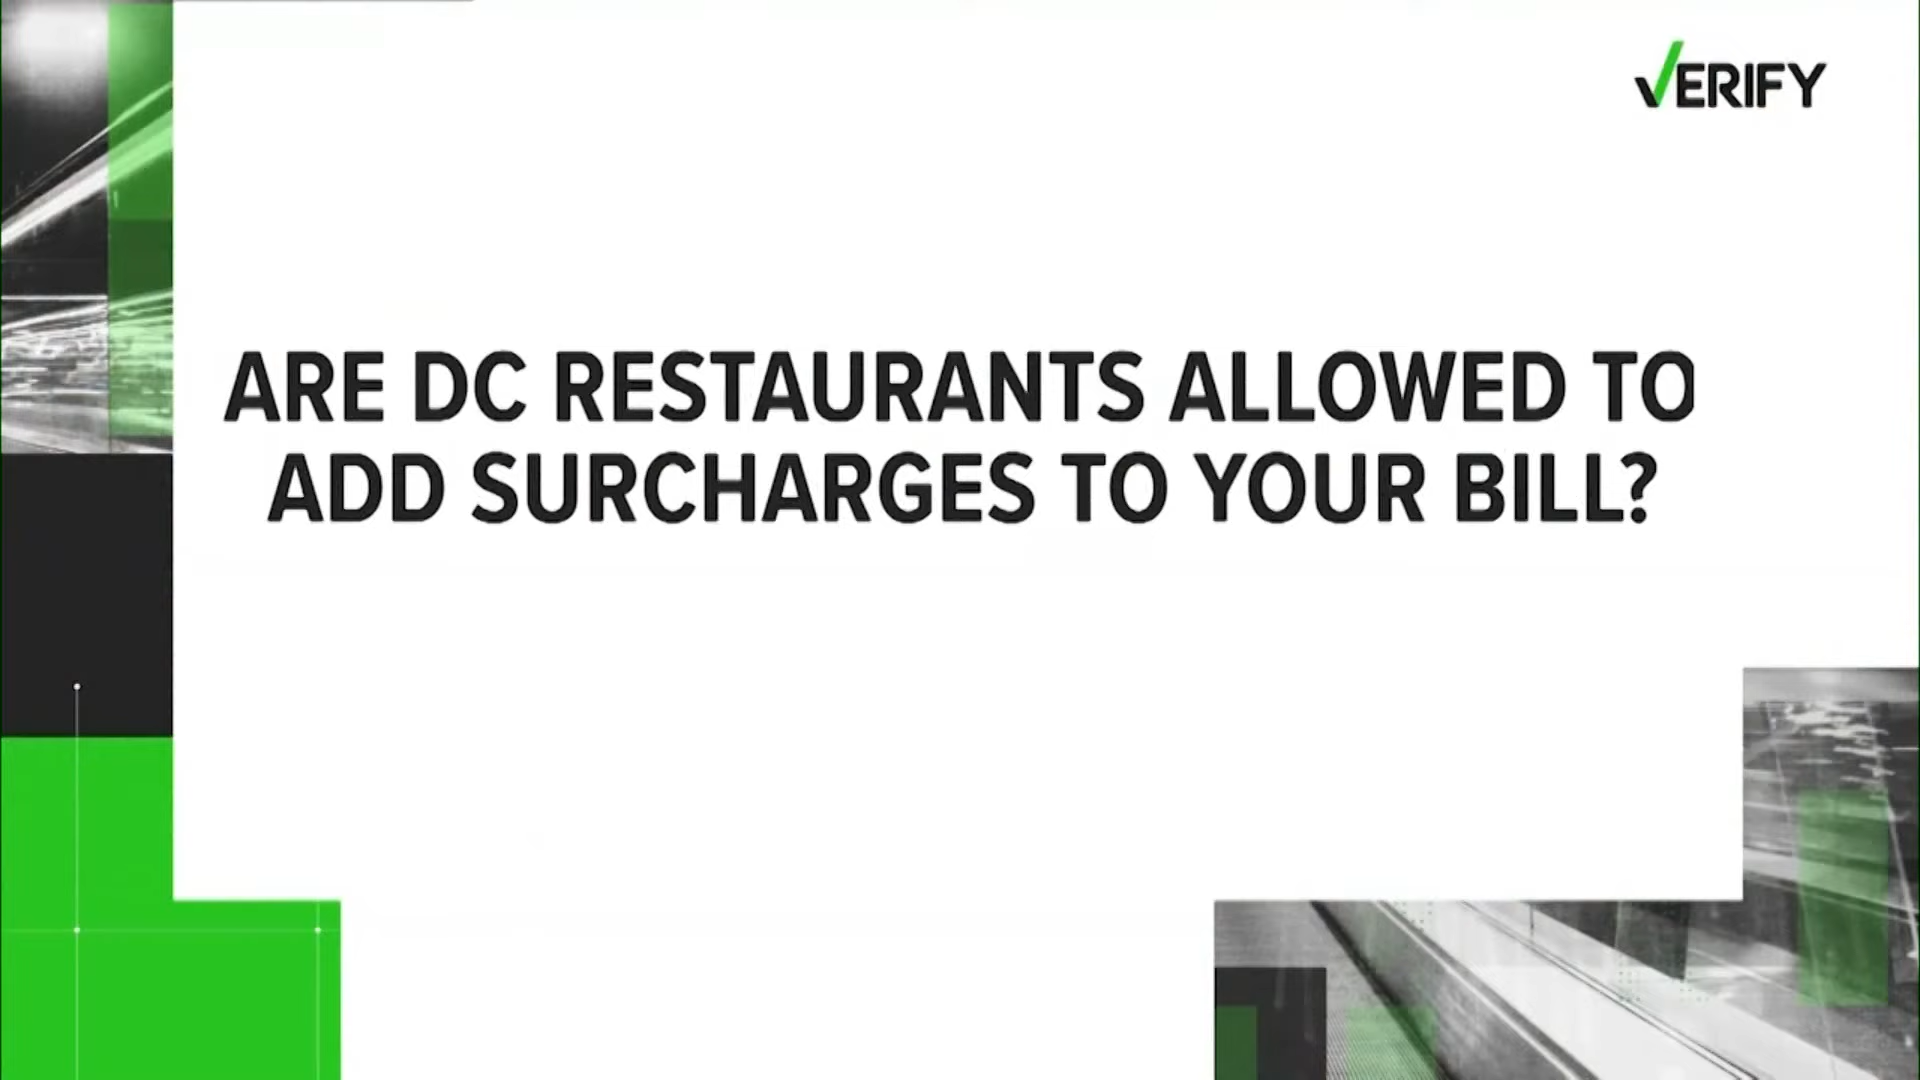 VERIFY
ARE DC RESTAURANTS ALLOWED TO
ADD SURCHARGES TO YOUR BILL?